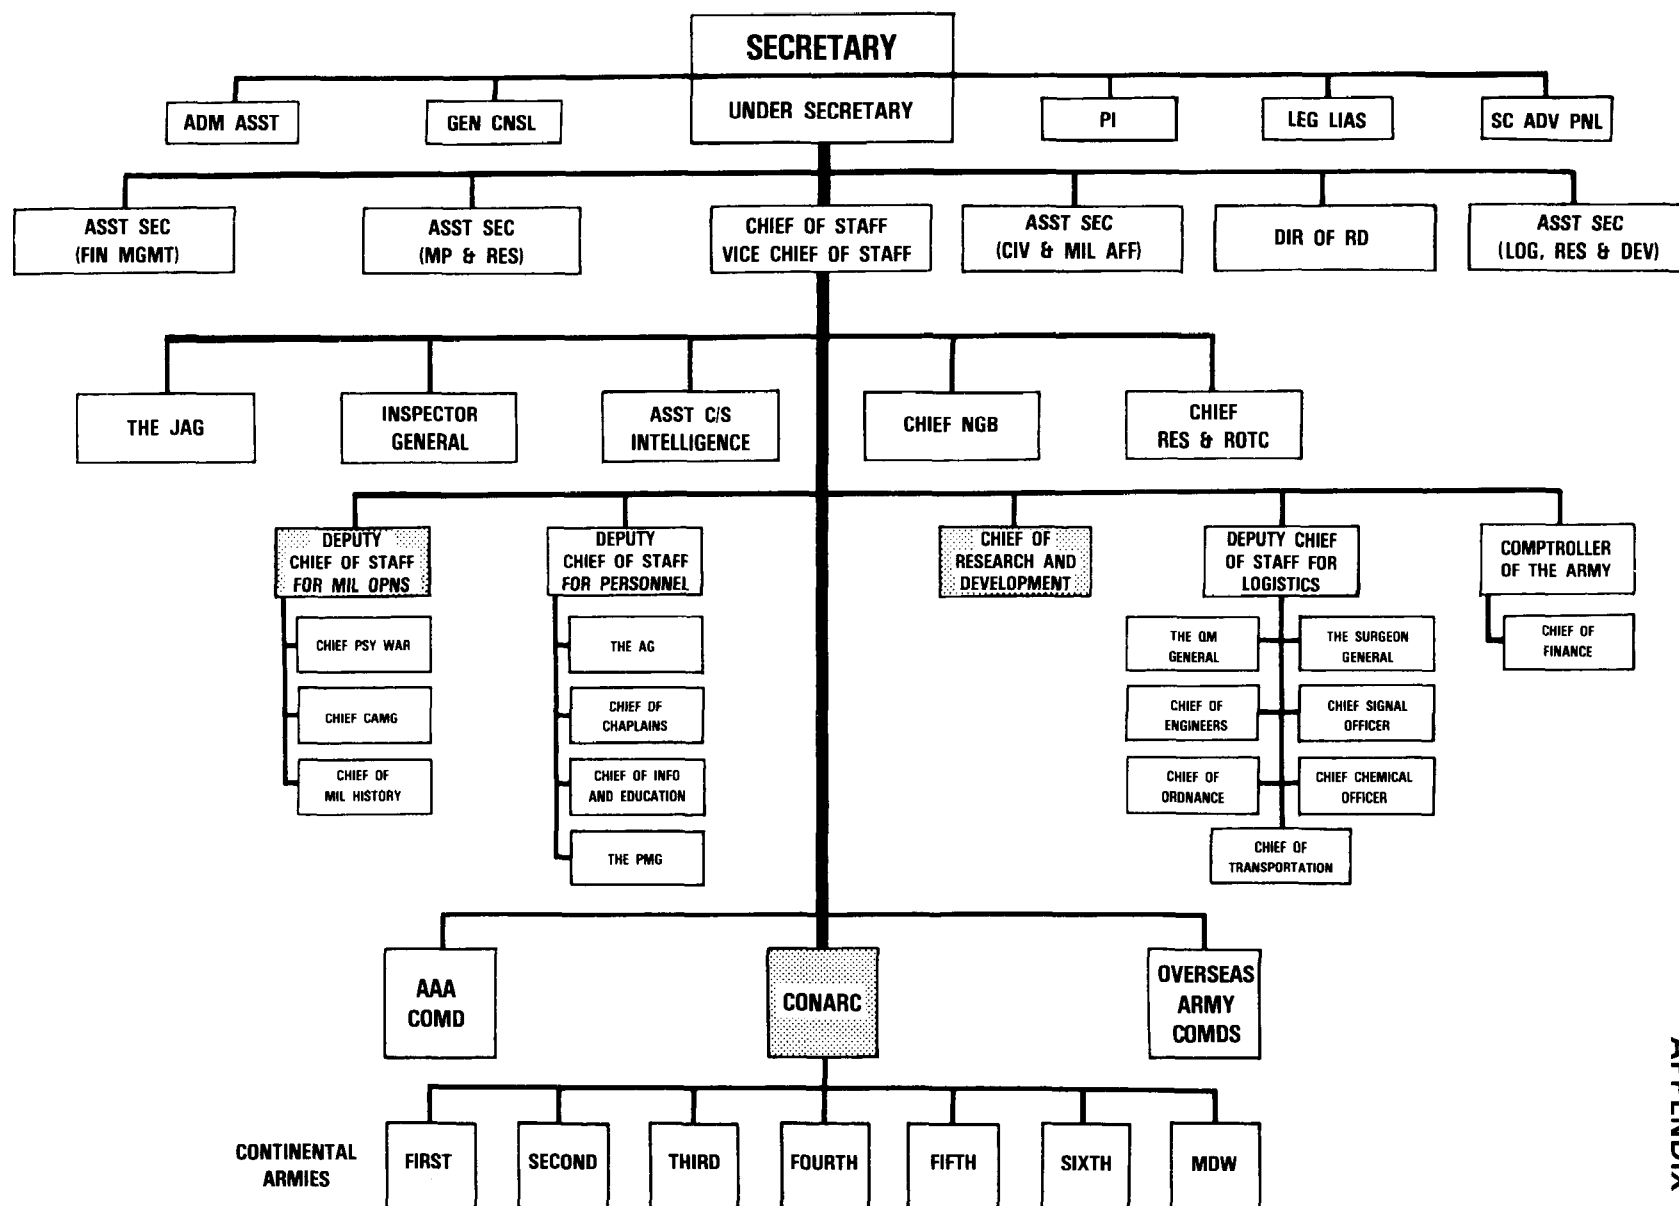 SECRETARY
UNDER SECRETARY
ADM ASST
GEN CNSL
PI
LEG LIAS
SC ADV PNL
ASST SEC
(FIN MGMT)
ASST SEC
(MP & RES)
CHIEF OF STAFF
VICE CHIEF OF STAFF
ASST SEC
(CIV & MIL AFF)
DIR OF RD
ASST SEC
(LOG, RES & DEV)
THE JAG
INSPECTOR
GENERAL
ASST C/S
INTELLIGENCE
CHIEF NGB
CHIEF
RES & ROTC
DEPUTY
CHIEF OF STAFF
FOR MIL OPNS
CHIEF PSY WAR
CHIEF CAMG
CHIEF OF
MIL HISTORY
DEPUTY
CHIEF OF STAFF
FOR PERSONNEL
THE AG
CHIEF OF
CHAPLAINS
CHIEF OF INFO
AND EDUCATION
THE PMG
CHIEF OF
RESEARCH AND
DEVELOPMENT
DEPUTY CHIEF
OF STAFF FOR
LOGISTICS
THE QM
GENERAL
THE SURGEON
GENERAL
CHIEF OF
ENGINEERS
CHIEF SIGNAL
OFFICER
CHIEF OF
ORDNANCE
CHIEF CHEMICAL
OFFICER
CHIEF OF
TRANSPORTATION
COMPTROLLER
OF THE ARMY
CHIEF OF
FINANCE
AAA
COMD
CONARC
OVERSEAS
ARMY
COMDS
CONTINENTAL
ARMIES
FIRST
SECOND
THIRD
FOURTH
FIFTH
SIXTH
MDW
APPENDIX